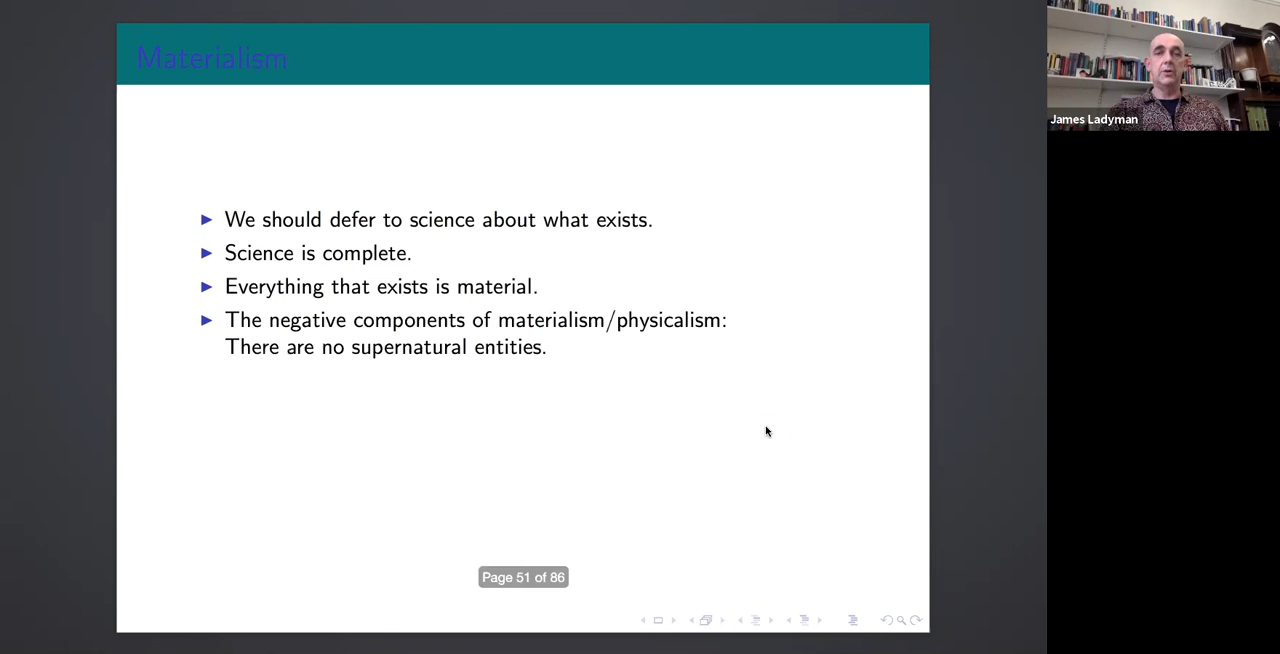 Materialism
We should defer to science about what exists.
Science is complete.
Everything that exists is material.
The negative components of materialism/physicalism:
There are no supernatural entities.
Page 51 of 86
James Ladyman